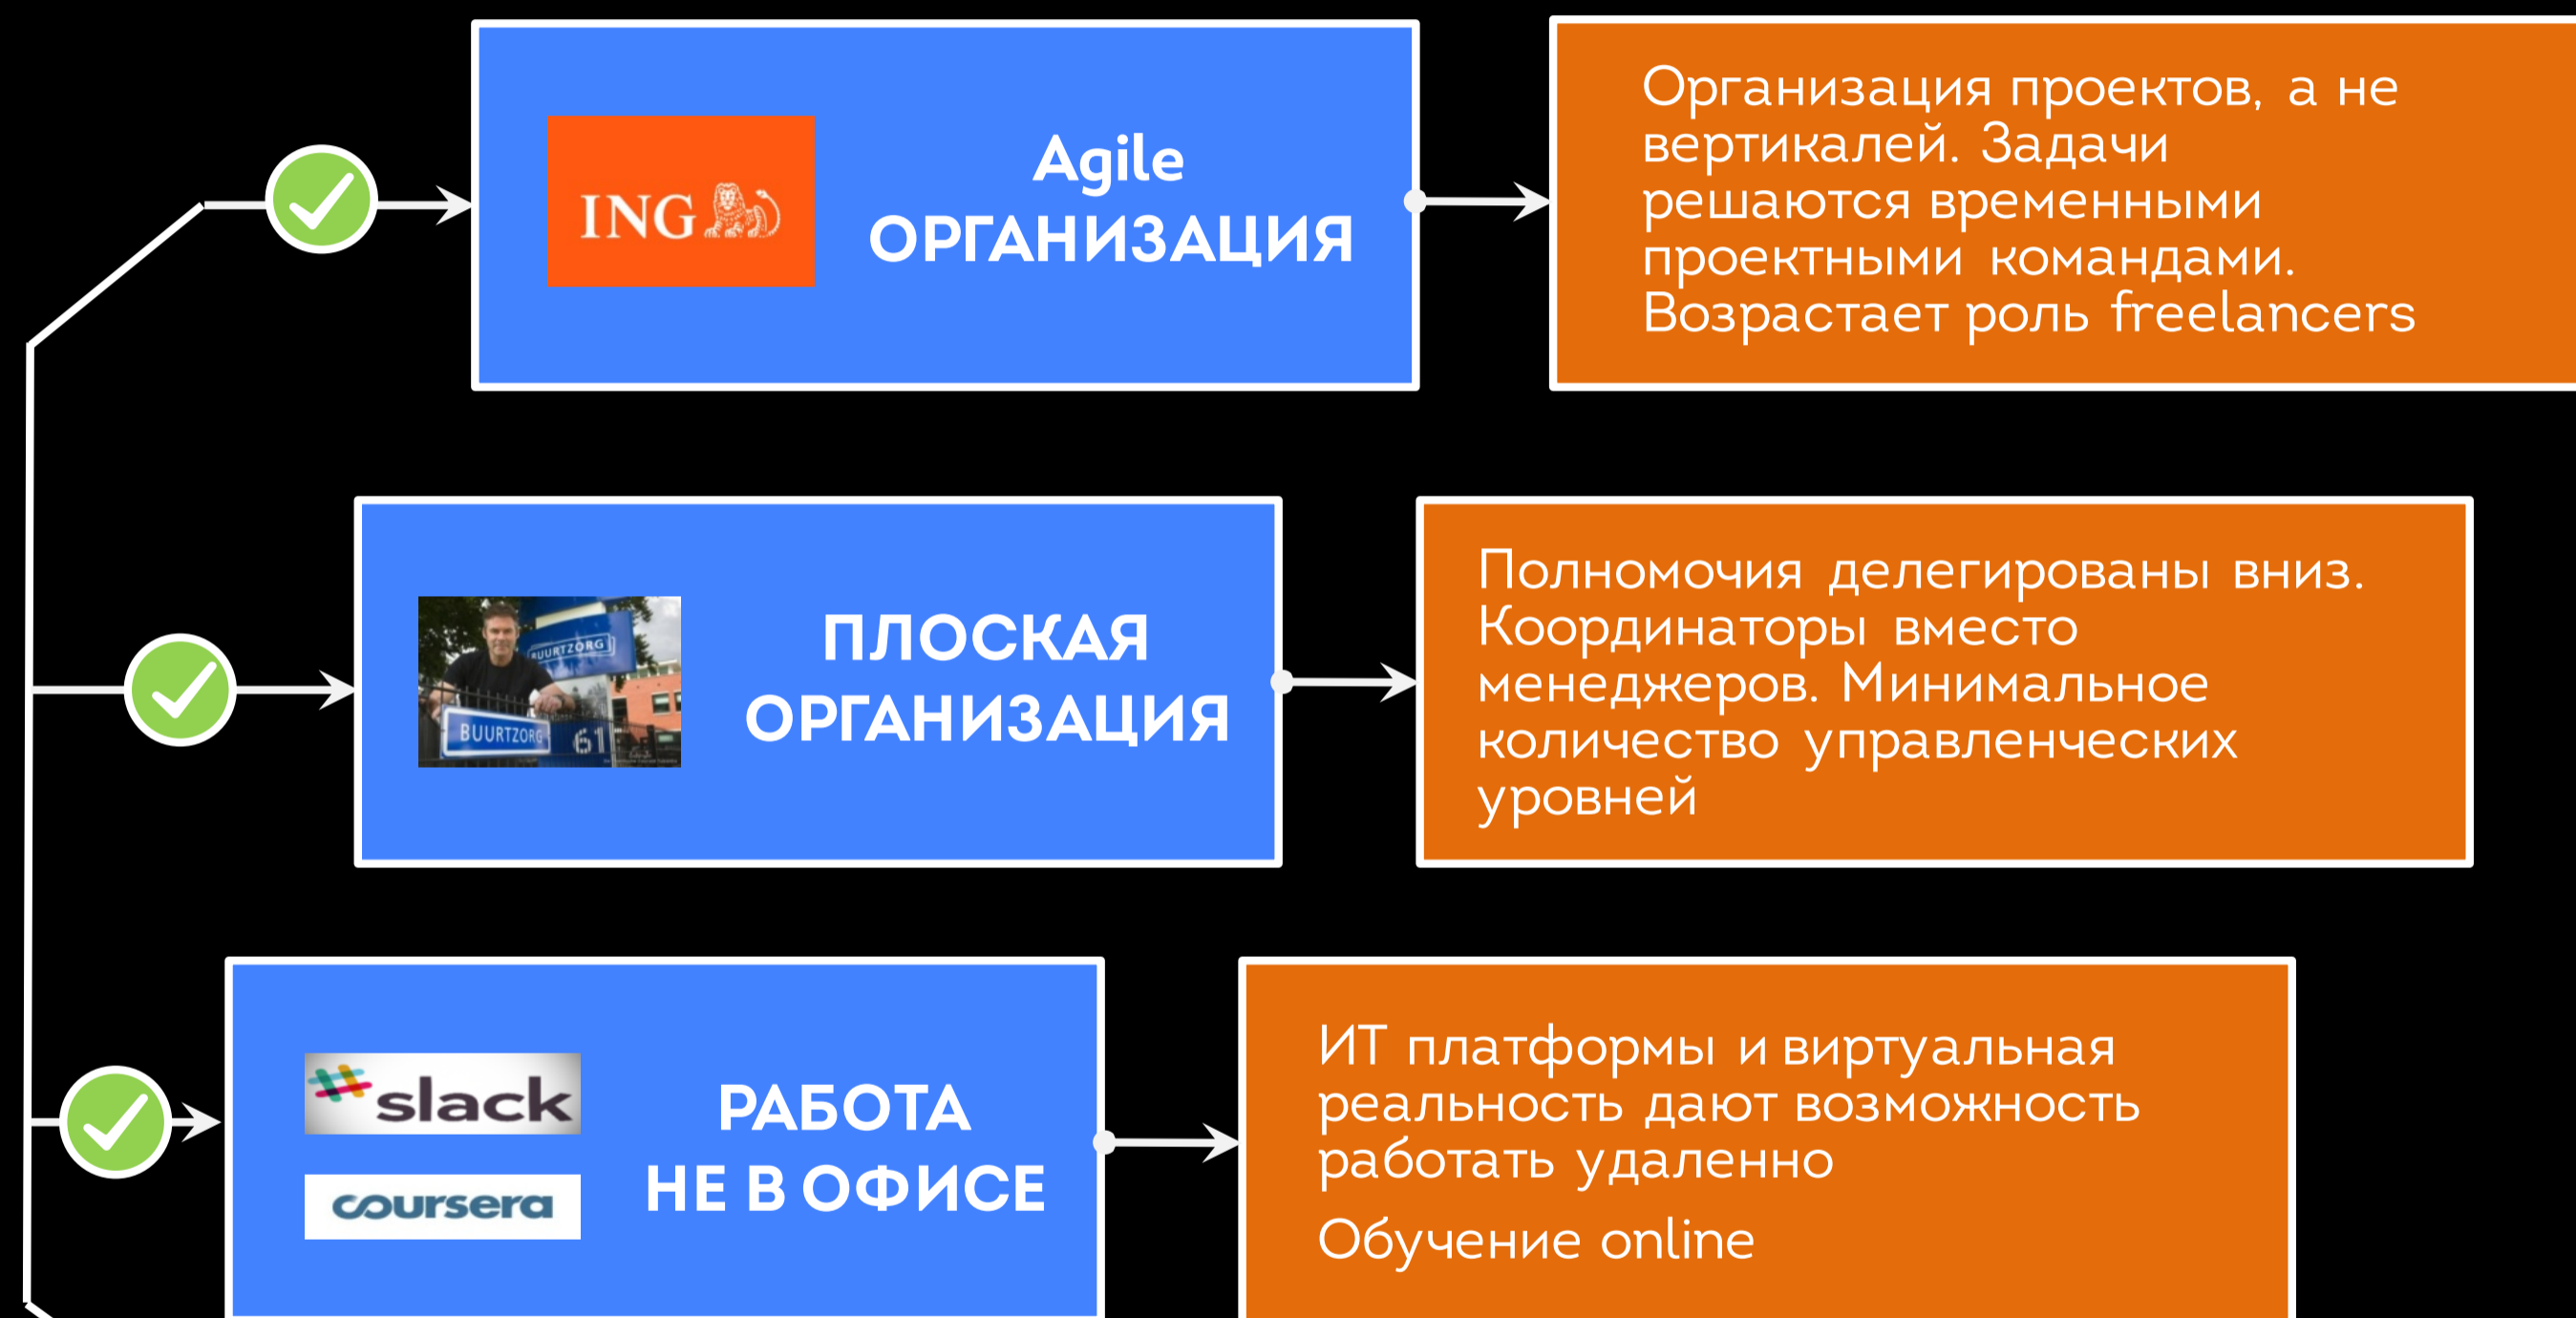 ING
Agile
ОРГАНИЗАЦИЯ
Организация проектов, а не
вертикалей. Задачи
решаются временными
проектными командами.
Возрастает роль freelancers
BUURTZORG
BUURTZORG
61
ПЛОСКАЯ
ОРГАНИЗАЦИЯ
Полномочия делегированы вниз.
Координаторы вместо
менеджеров. Минимальное
количество управленческих
уровней
slack
coursera
РАБОТА
НЕ В ОФИСЕ
ИТ платформы и виртуальная
реальность дают возможность
работать удаленно
Обучение online